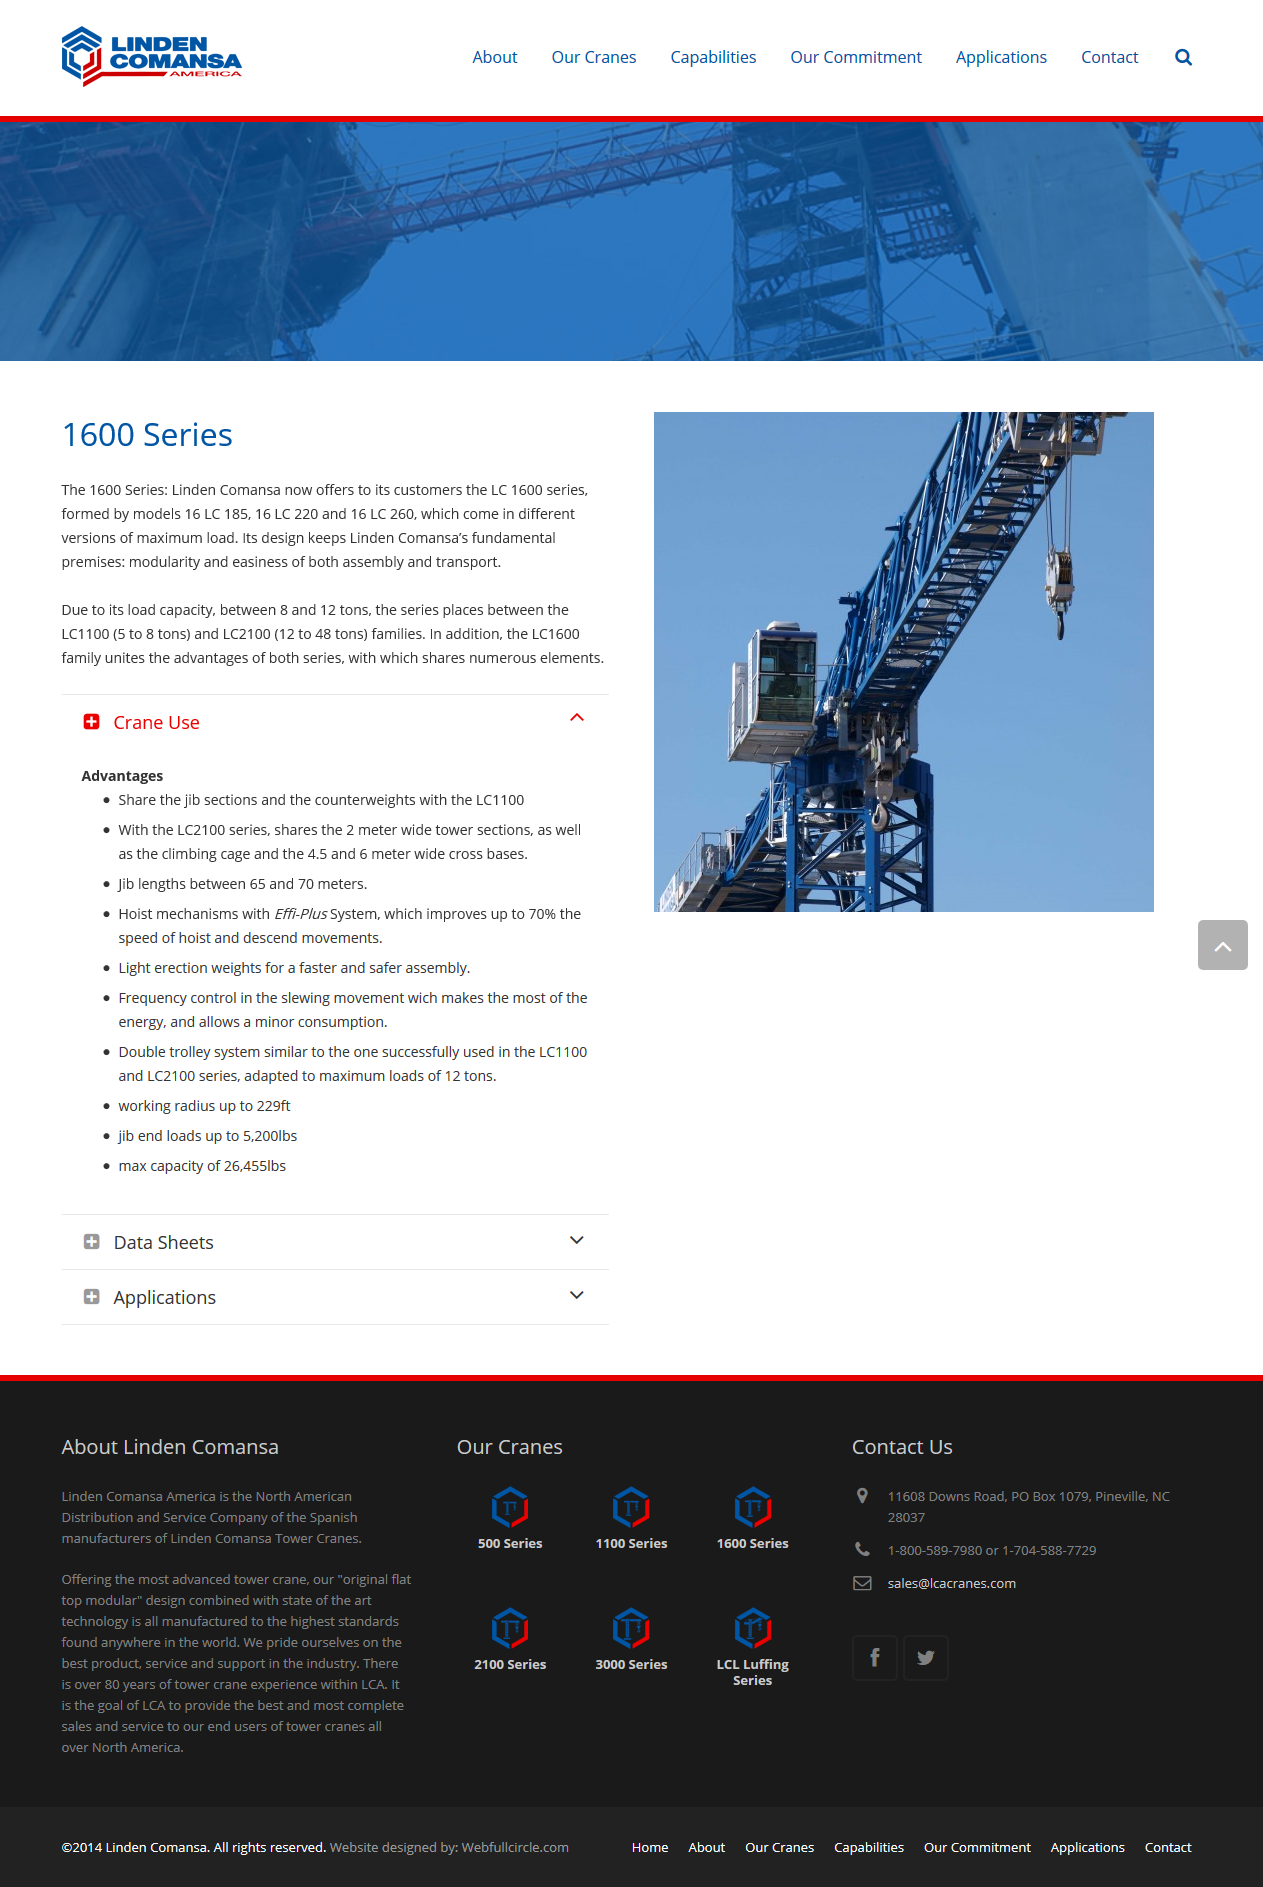 LINDEN
COMANSA
AMERICA
About Our Cranes Capabilities Our Commitment Applications Contact
1600 Series
The 1600 Series: Linden Comansa now offers to its customers the LC 1600 series,
formed by models 16 LC 185, 16 LC 220 and 16 LC 260, which come in different
versions of maximum load. Its design keeps Linden Comansa’s fundamental
premises: modularity and easiness of both assembly and transport.
Due to its load capacity, between 8 and 12 tons, the series places between the
LC1100 (5 to 8 tons) and LC2100 (12 to 48 tons) families. In addition, the LC1600
family unites the advantages of both series, with which shares numerous elements.
Crane Use
Advantages
Share the jib sections and the counterweights with the LC1100
With the LC2100 series, shares the 2 meter wide tower sections, as well
as the climbing cage and the 4.5 and 6 meter wide cross bases.
Jib lengths between 65 and 70 meters.
Hoist mechanisms with Effi-Plus System, which improves up to 70% the
speed of hoist and descend movements.
Light erection weights for a faster and safer assembly.
Frequency control in the slewing movement wich makes the most of the
energy, and allows a minor consumption.
Double trolley system similar to the one successfully used in the LC1100
and LC2100 series, adapted to maximum loads of 12 tons.
working radius up to 229ft
jib end loads up to 5,200lbs
max capacity of 26,455lbs
Data Sheets
Applications
About Linden Comansa
Linden Comansa America is the North American
Distribution and Service Company of the Spanish
manufacturers of Linden Comansa Tower Cranes.
Offering the most advanced tower crane, our "original flat
top modular" design combined with state of the art
technology is all manufactured to the highest standards
found anywhere in the world. We pride ourselves on the
best product, service and support in the industry. There
is over 80 years of tower crane experience within LCA. It
is the goal of LCA to provide the best and most complete
sales and service to our end users of tower cranes all
over North America.
Our Cranes
500 Series 1100 Series 1600 Series
2100 Series 3000 Series LCL Luffing
Series
Contact Us
11608 Downs Road, PO Box 1079, Pineville, NC
28037
1-800-589-7980 or 1-704-588-7729
sales@lcacranes.com
©2014 Linden Comansa. All rights reserved. Website designed by: Webfullcircle.com
Home About Our Cranes Capabilities Our Commitment Applications Contact